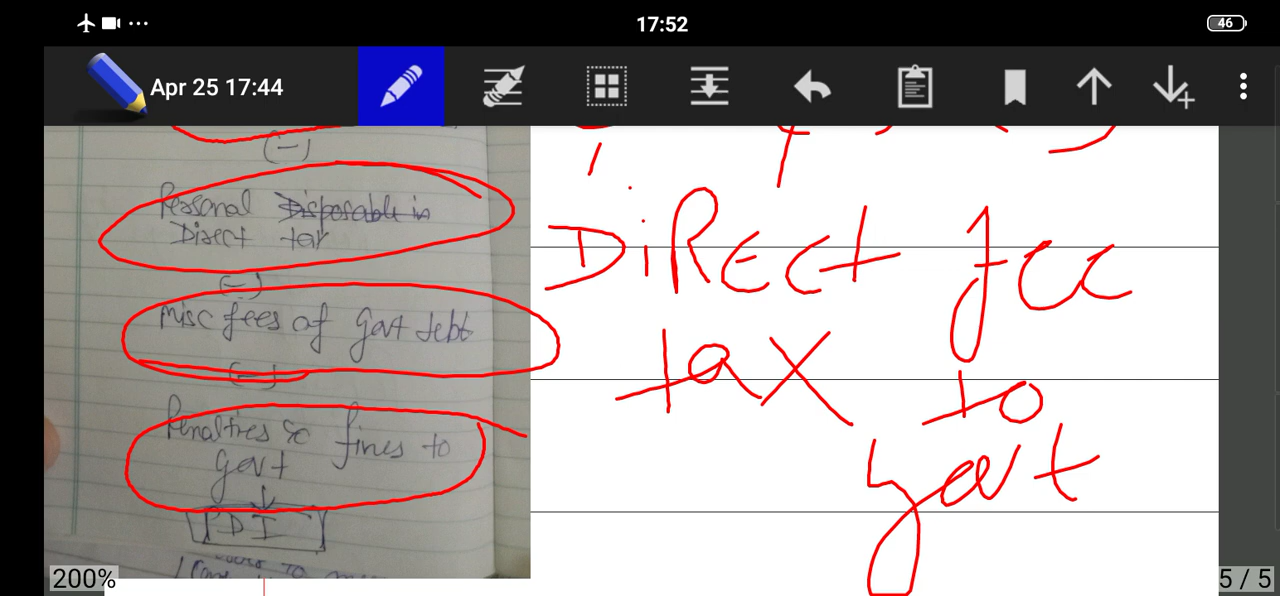 17:52
46
Apr 25 17:44
(-)
Personal Disposable in
Direct tax
(-)
misc fees of Govt debt
(-)
Penalties & fines to
govt
↓
PDI
DiRECt fee
tax to
govt
200%
5 / 5